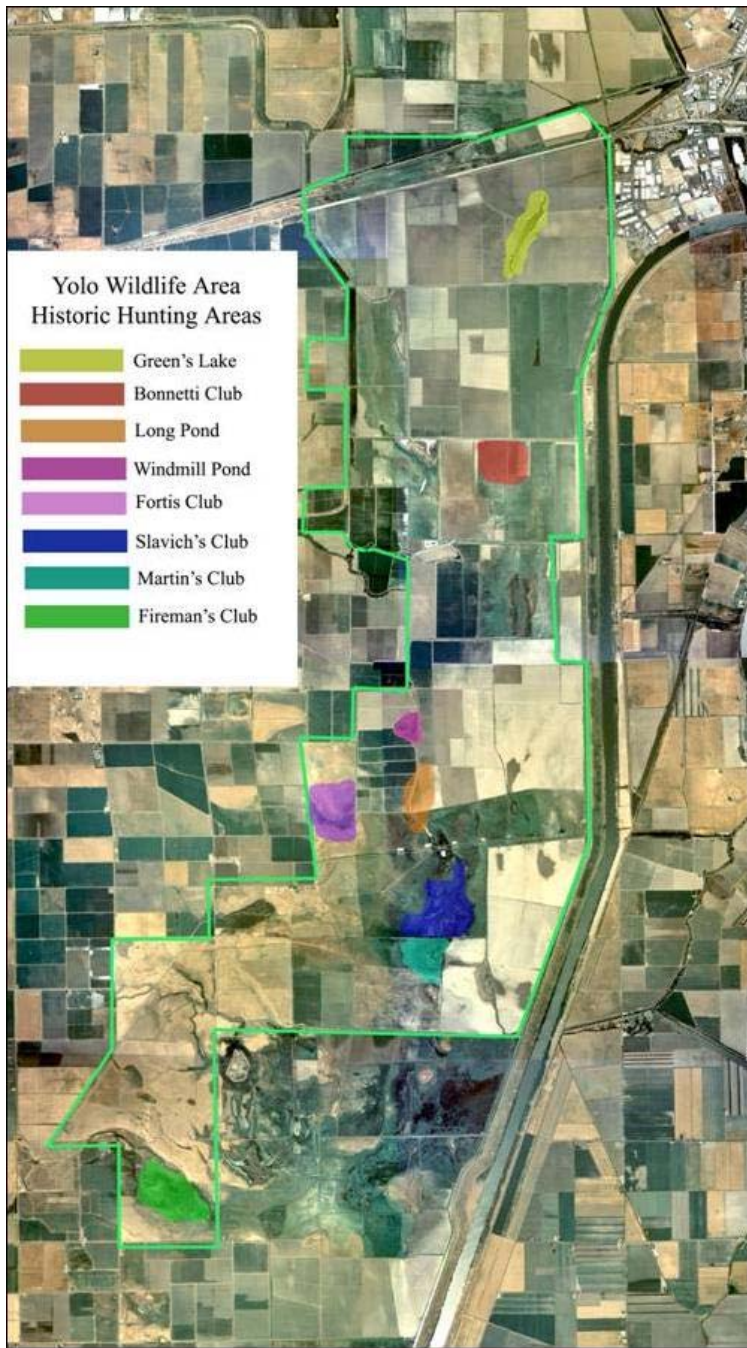 Yolo Wildlife Area
Historic Hunting Areas
Green's Lake
Bonnetti Club
Long Pond
Windmill Pond
Fortis Club
Slavich's Club
Martin's Club
Fireman's Club